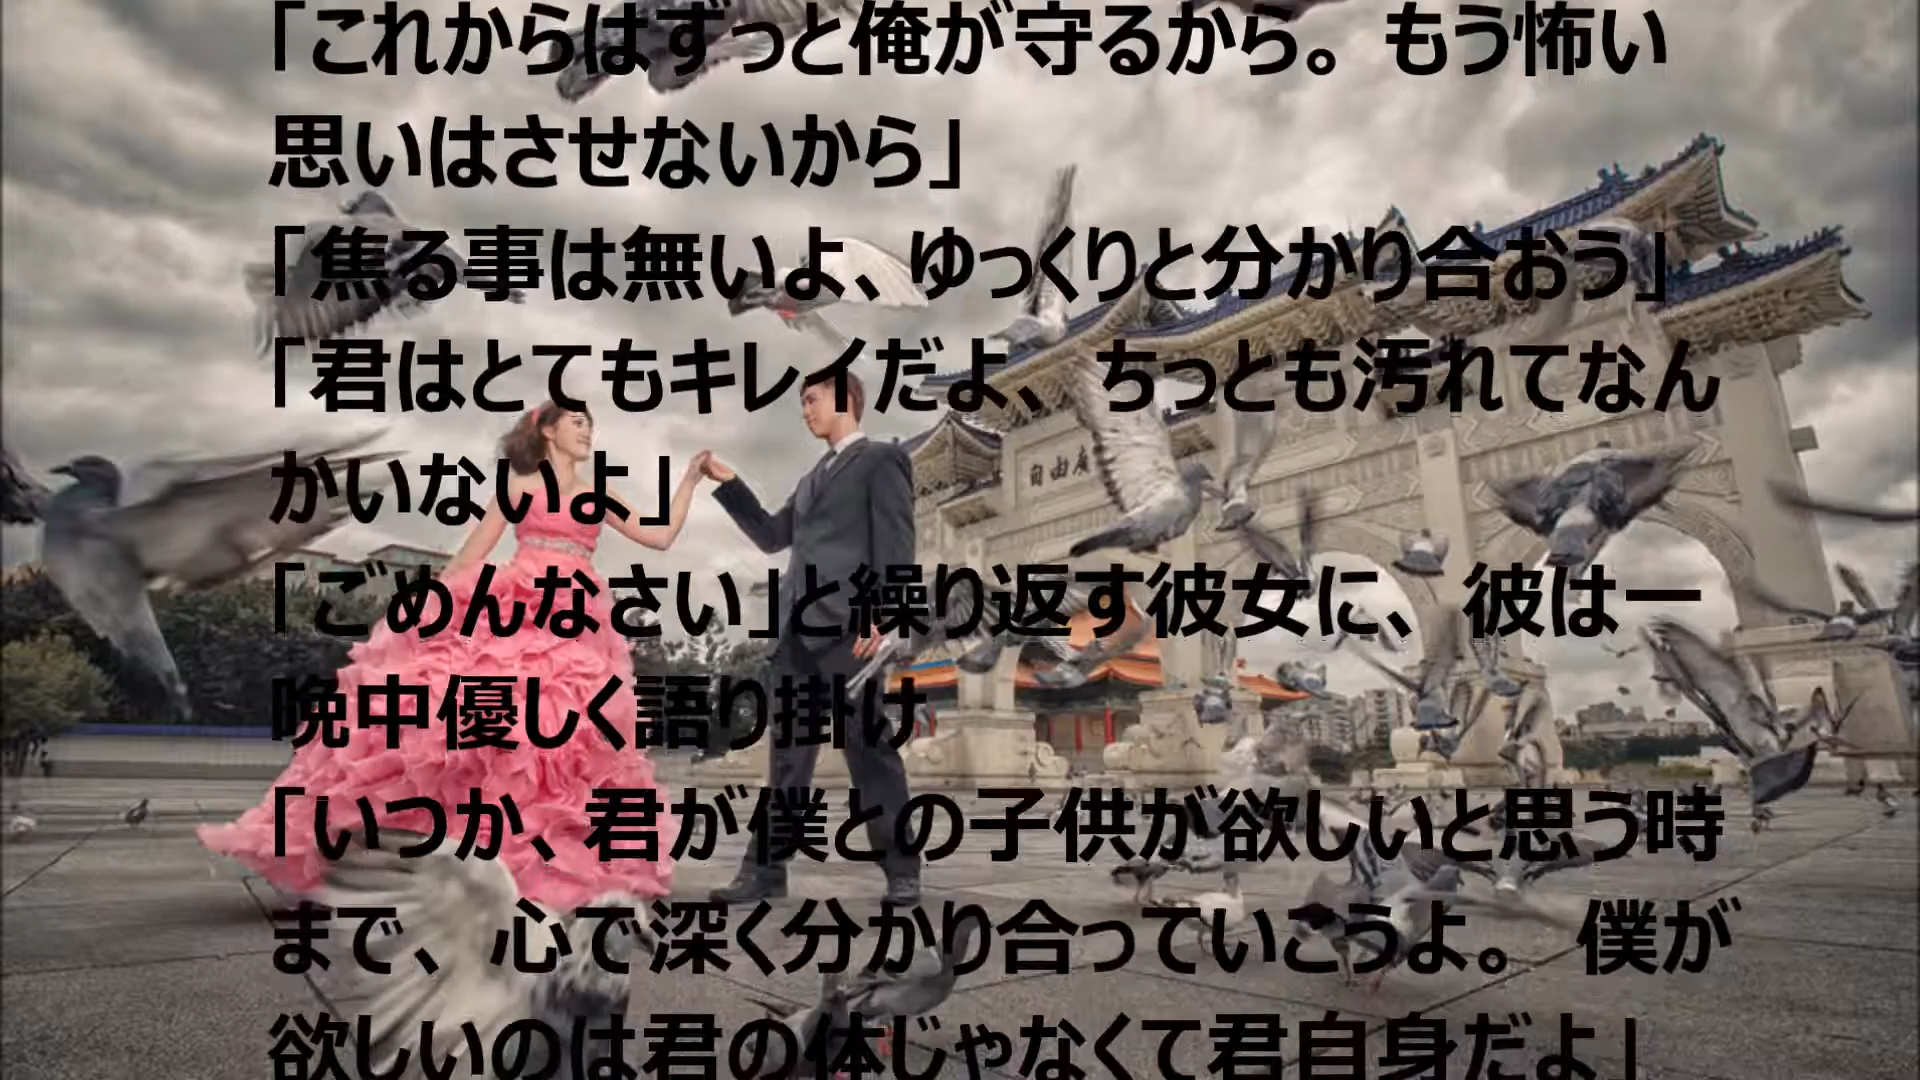 「これからはずっと俺が守るから。もう怖い
思いはさせないから」
「焦る事は無いよ、ゆっくりと分かり合おう」
「君はとてもキレイだよ、ちっとも汚れてなん
かいないよ」
「ごめんなさい」と繰り返す彼女に、彼は一
晩中優しく語り掛け
「いつか、君が僕との子供が欲しいと思う時
まで、心で深く分かり合っていこうよ。僕が
欲しいのは君の体じゃなくて君自身だよ」
自由廣